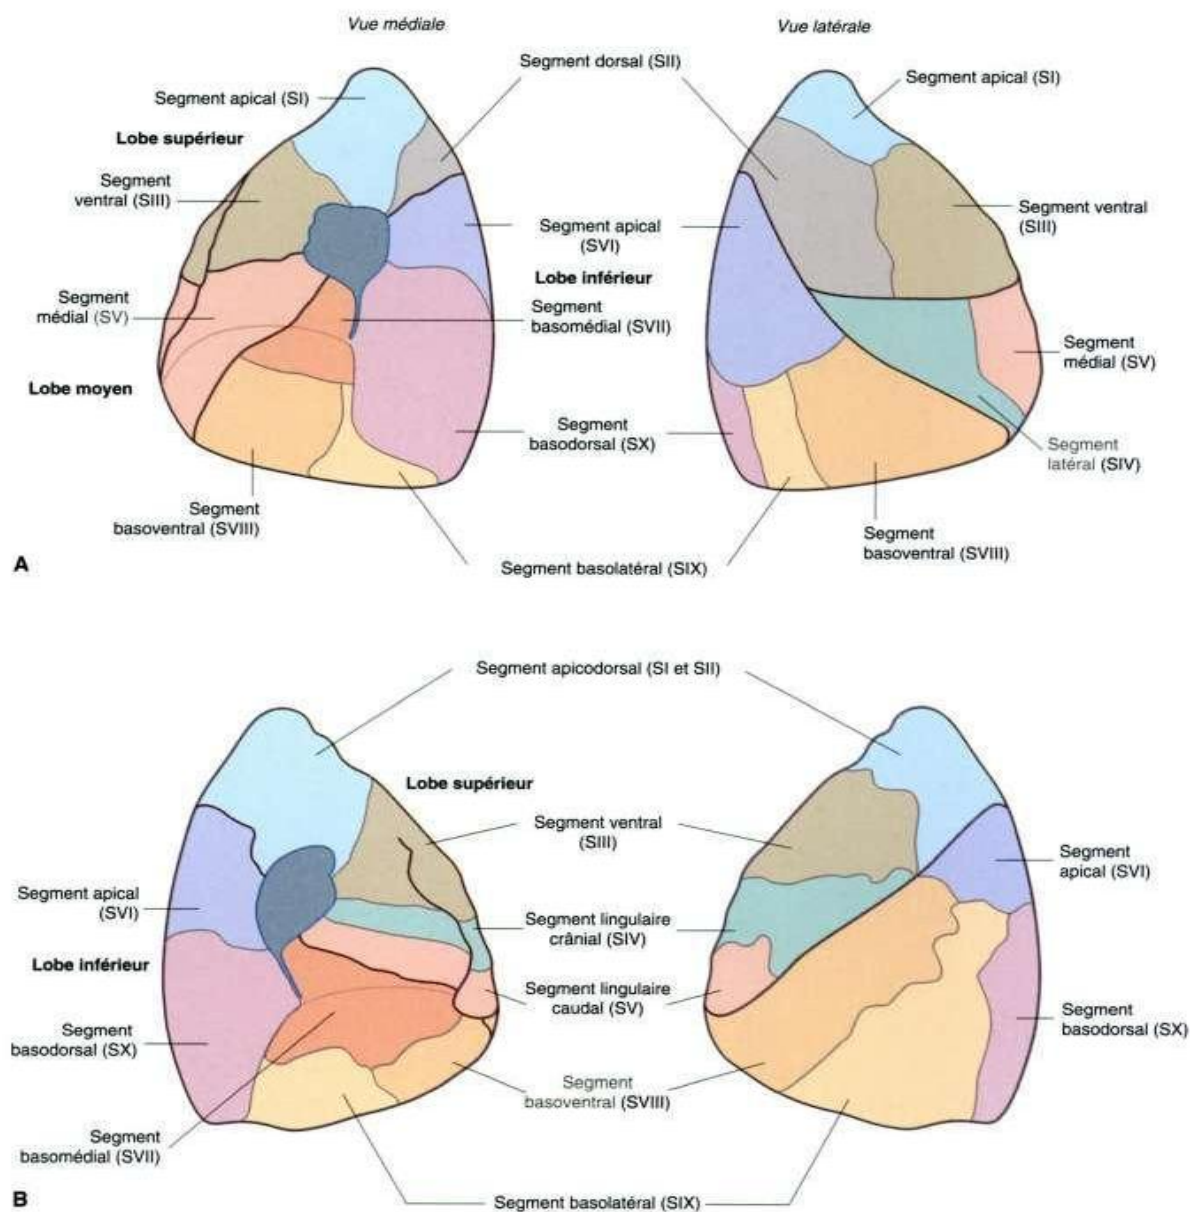 Vue médiale
Vue latérale
Segment dorsal (SII)
Segment apical (SI)
Segment apical (SI)
Lobe supérieur
Segment
ventral (SIII)
Segment ventral
(SIII)
Segment apical
(SVI)
Lobe inférieur
Segment
médial (SV)
Segment
basomédial (SVII)
Segment
médial (SV)
Lobe moyen
Segment
basodorsal (SX)
Segment
latéral (SIV)
Segment
basoventral (SVIII)
Segment
basoventral (SVIII)
A
Segment basolatéral (SIX)
Segment apicodorsal (SI et SII)
Lobe supérieur
Segment ventral
(SIII)
Segment
apical (SVI)
Segment apical
(SVI)
Segment lingulaire
crânial (SIV)
Lobe inférieur
Segment lingulaire
caudal (SV)
Segment
basodorsal (SX)
Segment
basodorsal (SX)
Segment
basoventral (SVIII)
Segment
basomédial (SVII)
B
Segment basolatéral (SIX)